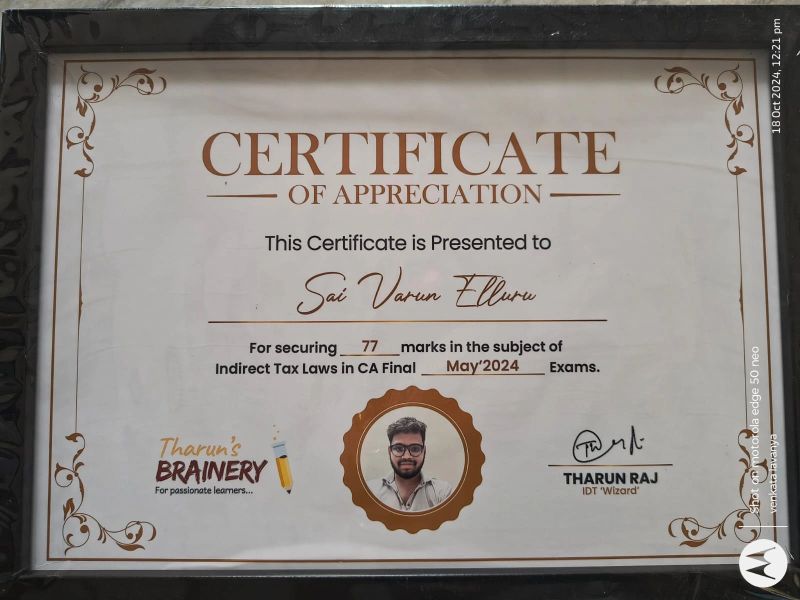 CERTIFICATE
OF APPRECIATION
This Certificate is Presented to
Sai Varun Elluru
For securing 77 marks in the subject of
Indirect Tax Laws in CA Final May'2024 Exams.
Tharun's
BRAINERY
For passionate learners...
THARUN RAJ
IDT 'Wizard'
18 Oct 2024, 12:21 pm
Shot on motorola edge 50 neo
venkata lavanya